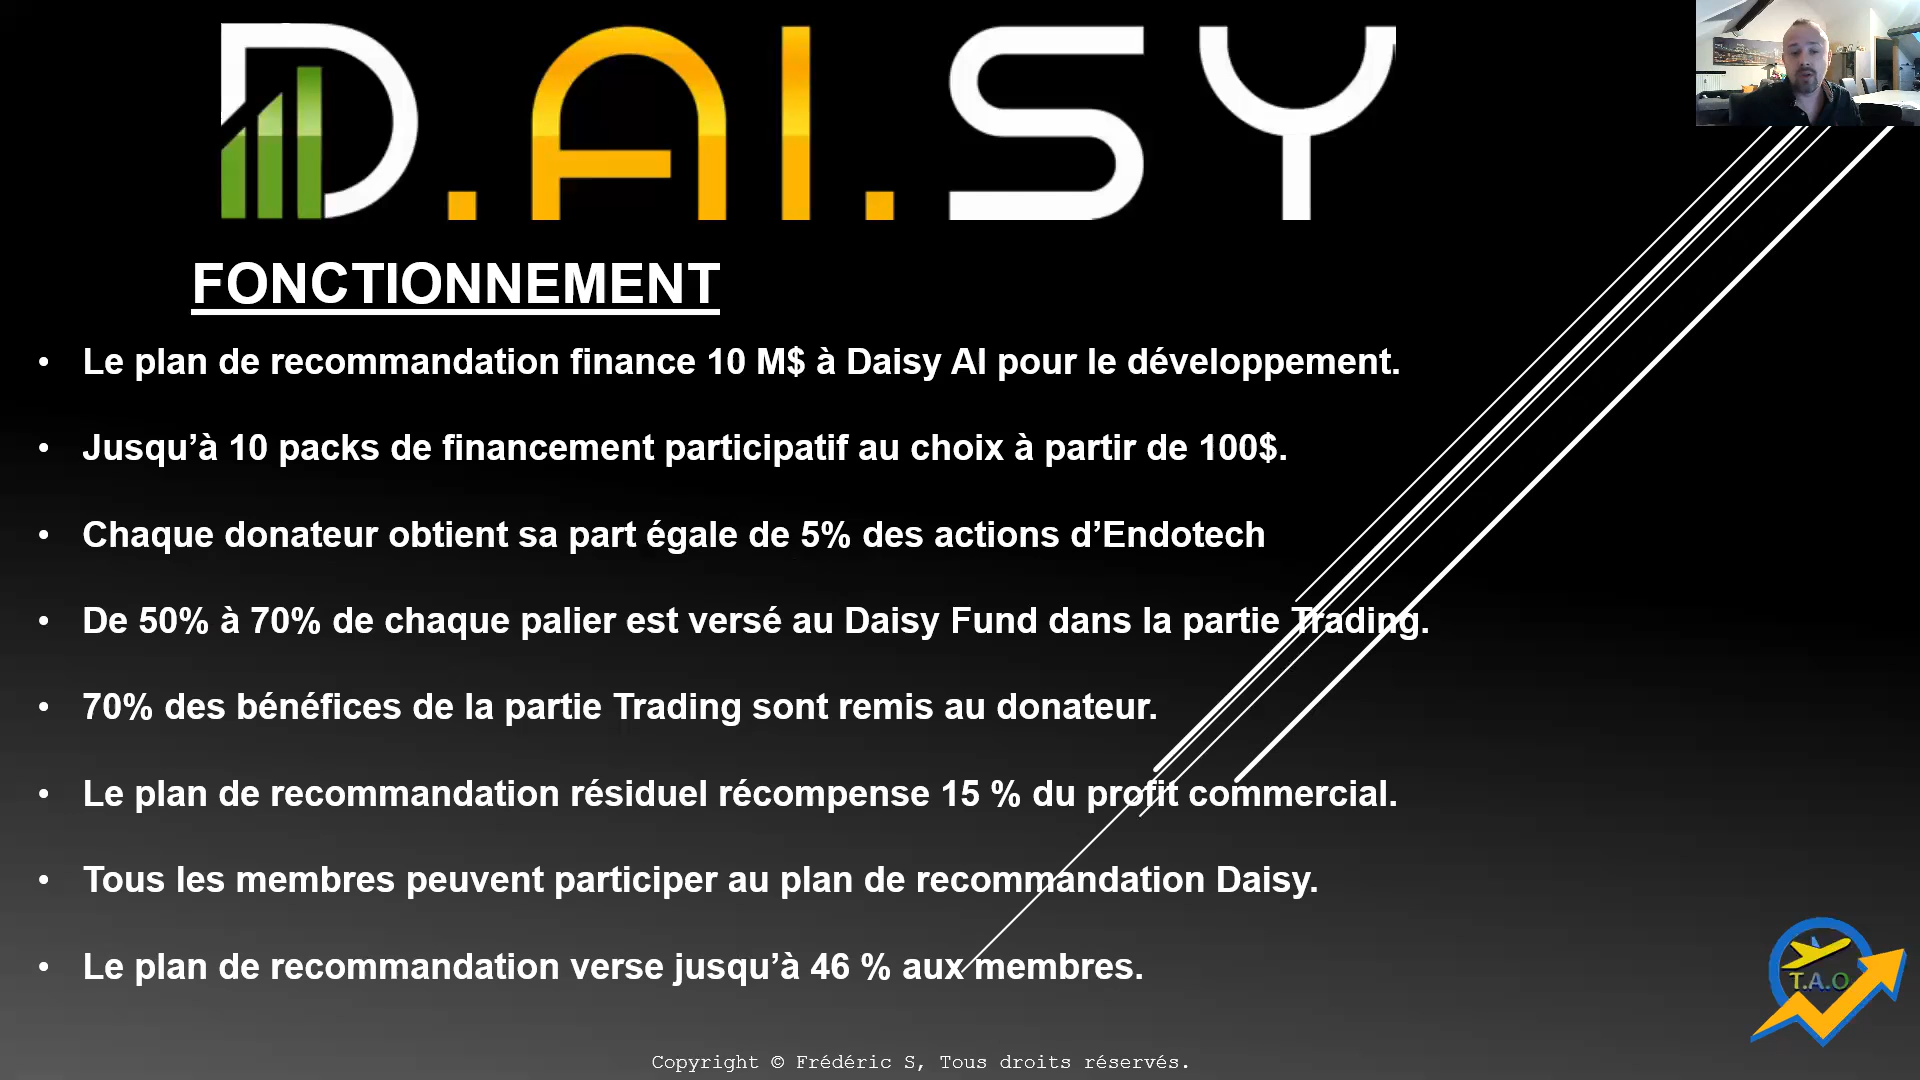 D.AI.SY
FONCTIONNEMENT
• Le plan de recommandation finance 10 M$ à Daisy AI pour le développement.
• Jusqu’à 10 packs de financement participatif au choix à partir de 100$.
• Chaque donateur obtient sa part égale de 5% des actions d’Endotech
• De 50% à 70% de chaque palier est versé au Daisy Fund dans la partie Trading.
• 70% des bénéfices de la partie Trading sont remis au donateur.
• Le plan de recommandation résiduel récompense 15 % du profit commercial.
• Tous les membres peuvent participer au plan de recommandation Daisy.
• Le plan de recommandation verse jusqu’à 46 % aux membres.
T.A.O
Copyright © Frédéric S, Tous droits réservés.